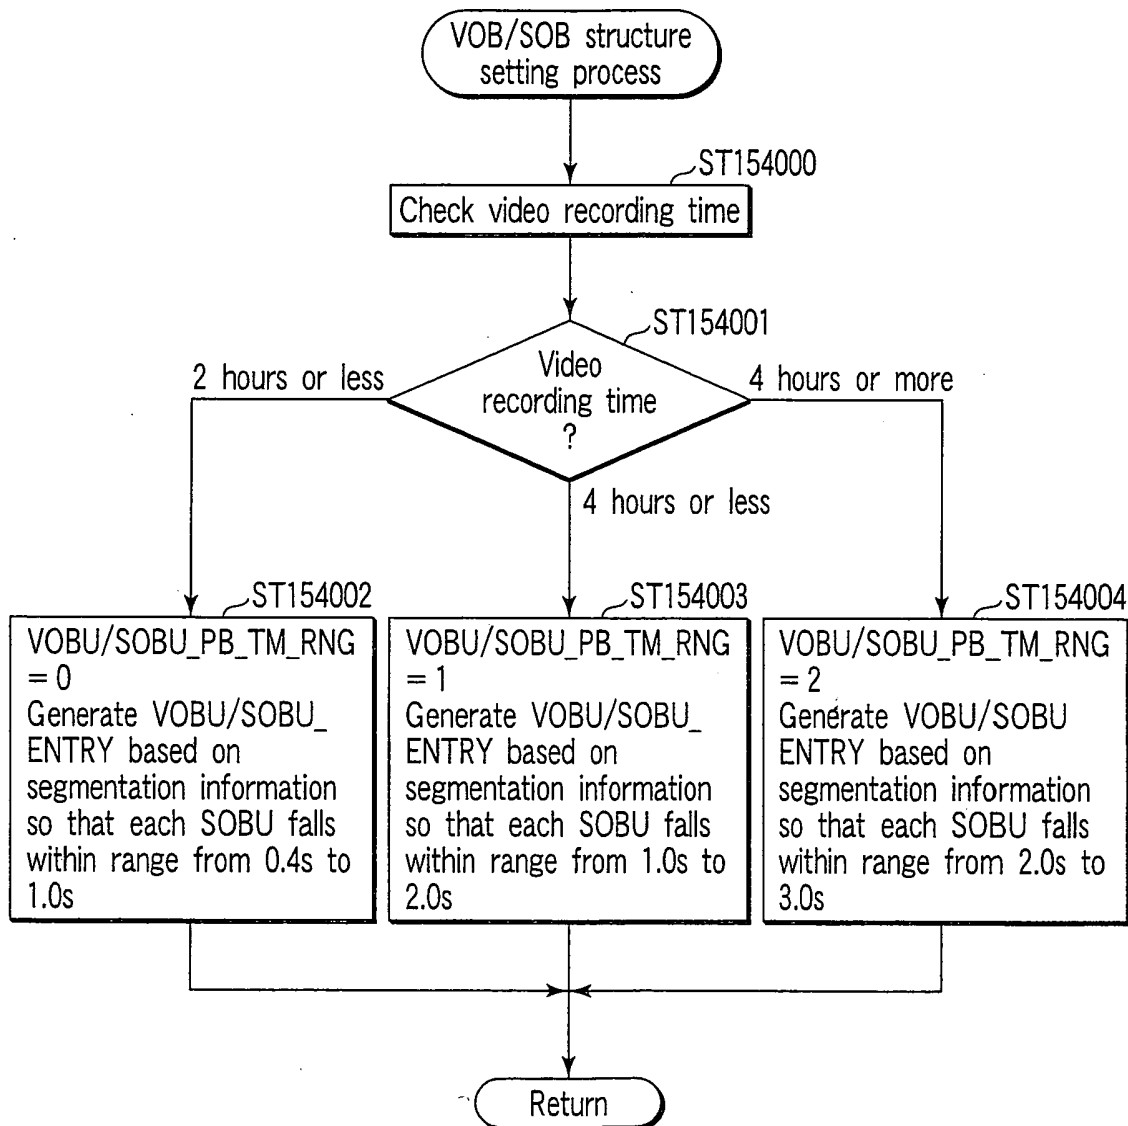 VOB/SOB structure
setting process
ST154000
Check video recording time
ST154001
Video
recording time
?
2 hours or less
4 hours or more
4 hours or less
ST154002
VOBU/SOBU_PB_TM_RNG
= 0
Generate VOBU/SOBU_
ENTRY based on
segmentation information
so that each SOBU falls
within range from 0.4s to
1.0s
ST154003
VOBU/SOBU_PB_TM_RNG
= 1
Generate VOBU/SOBU_
ENTRY based on
segmentation information
so that each SOBU falls
within range from 1.0s to
2.0s
ST154004
VOBU/SOBU_PB_TM_RNG
= 2
Generate VOBU/SOBU
ENTRY based on
segmentation information
so that each SOBU falls
within range from 2.0s to
3.0s
Return